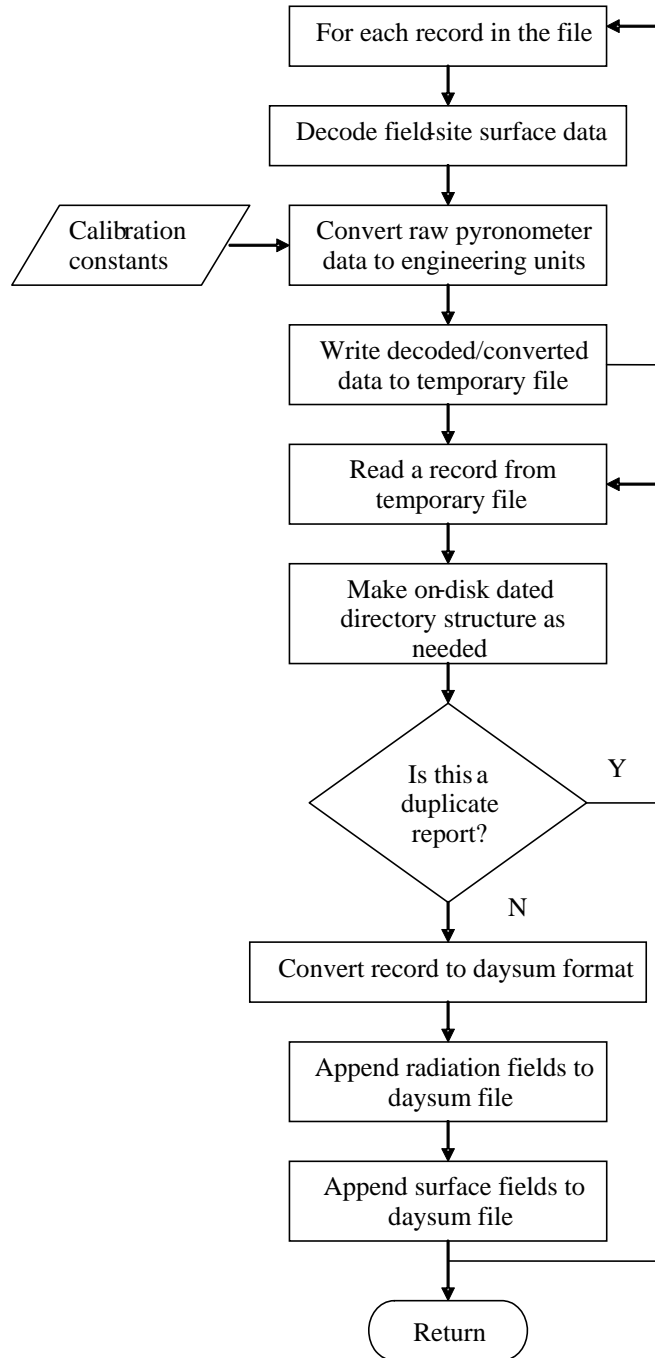 For each record in the file
Decode field-site surface data
Calibration
constants
Convert raw pyronometer
data to engineering units
Write decoded/converted
data to temporary file
Read a record from
temporary file
Make on-disk dated
directory structure as
needed
Is this a
duplicate
report?
Y
N
Convert record to daysum format
Append radiation fields to
daysum file
Append surface fields to
daysum file
Return